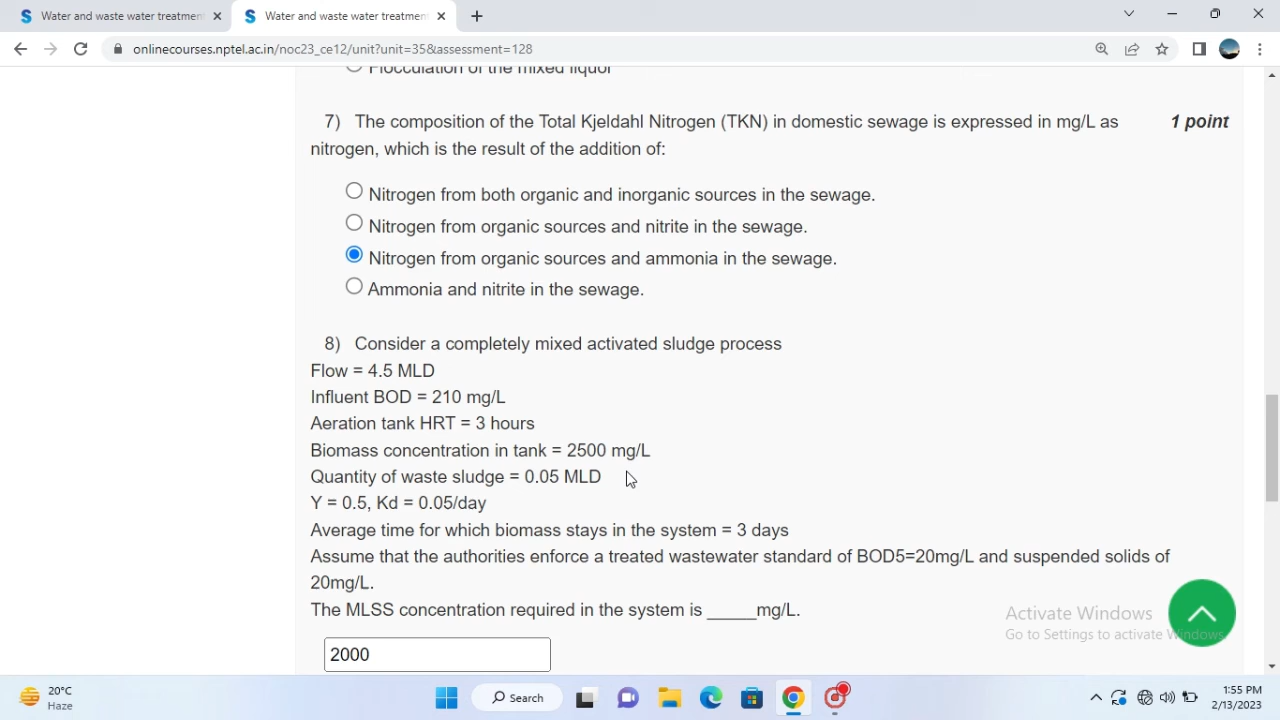 Water and waste water treatment
Water and waste water treatment
onlinecourses.nptel.ac.in/noc23_ce12/unit?unit=35&assessment=128
Flocculation of the mixed liquor
7) The composition of the Total Kjeldahl Nitrogen (TKN) in domestic sewage is expressed in mg/L as 1 point
nitrogen, which is the result of the addition of:
Nitrogen from both organic and inorganic sources in the sewage.
Nitrogen from organic sources and nitrite in the sewage.
Nitrogen from organic sources and ammonia in the sewage.
Ammonia and nitrite in the sewage.
8) Consider a completely mixed activated sludge process
Flow = 4.5 MLD
Influent BOD = 210 mg/L
Aeration tank HRT = 3 hours
Biomass concentration in tank = 2500 mg/L
Quantity of waste sludge = 0.05 MLD
Y = 0.5, Kd = 0.05/day
Average time for which biomass stays in the system = 3 days
Assume that the authorities enforce a treated wastewater standard of BOD5=20mg/L and suspended solids of
20mg/L.
The MLSS concentration required in the system is _____mg/L.
2000
Activate Windows
Go to Settings to activate Windows.
20°C
Haze
Search
1:55 PM
2/13/2023